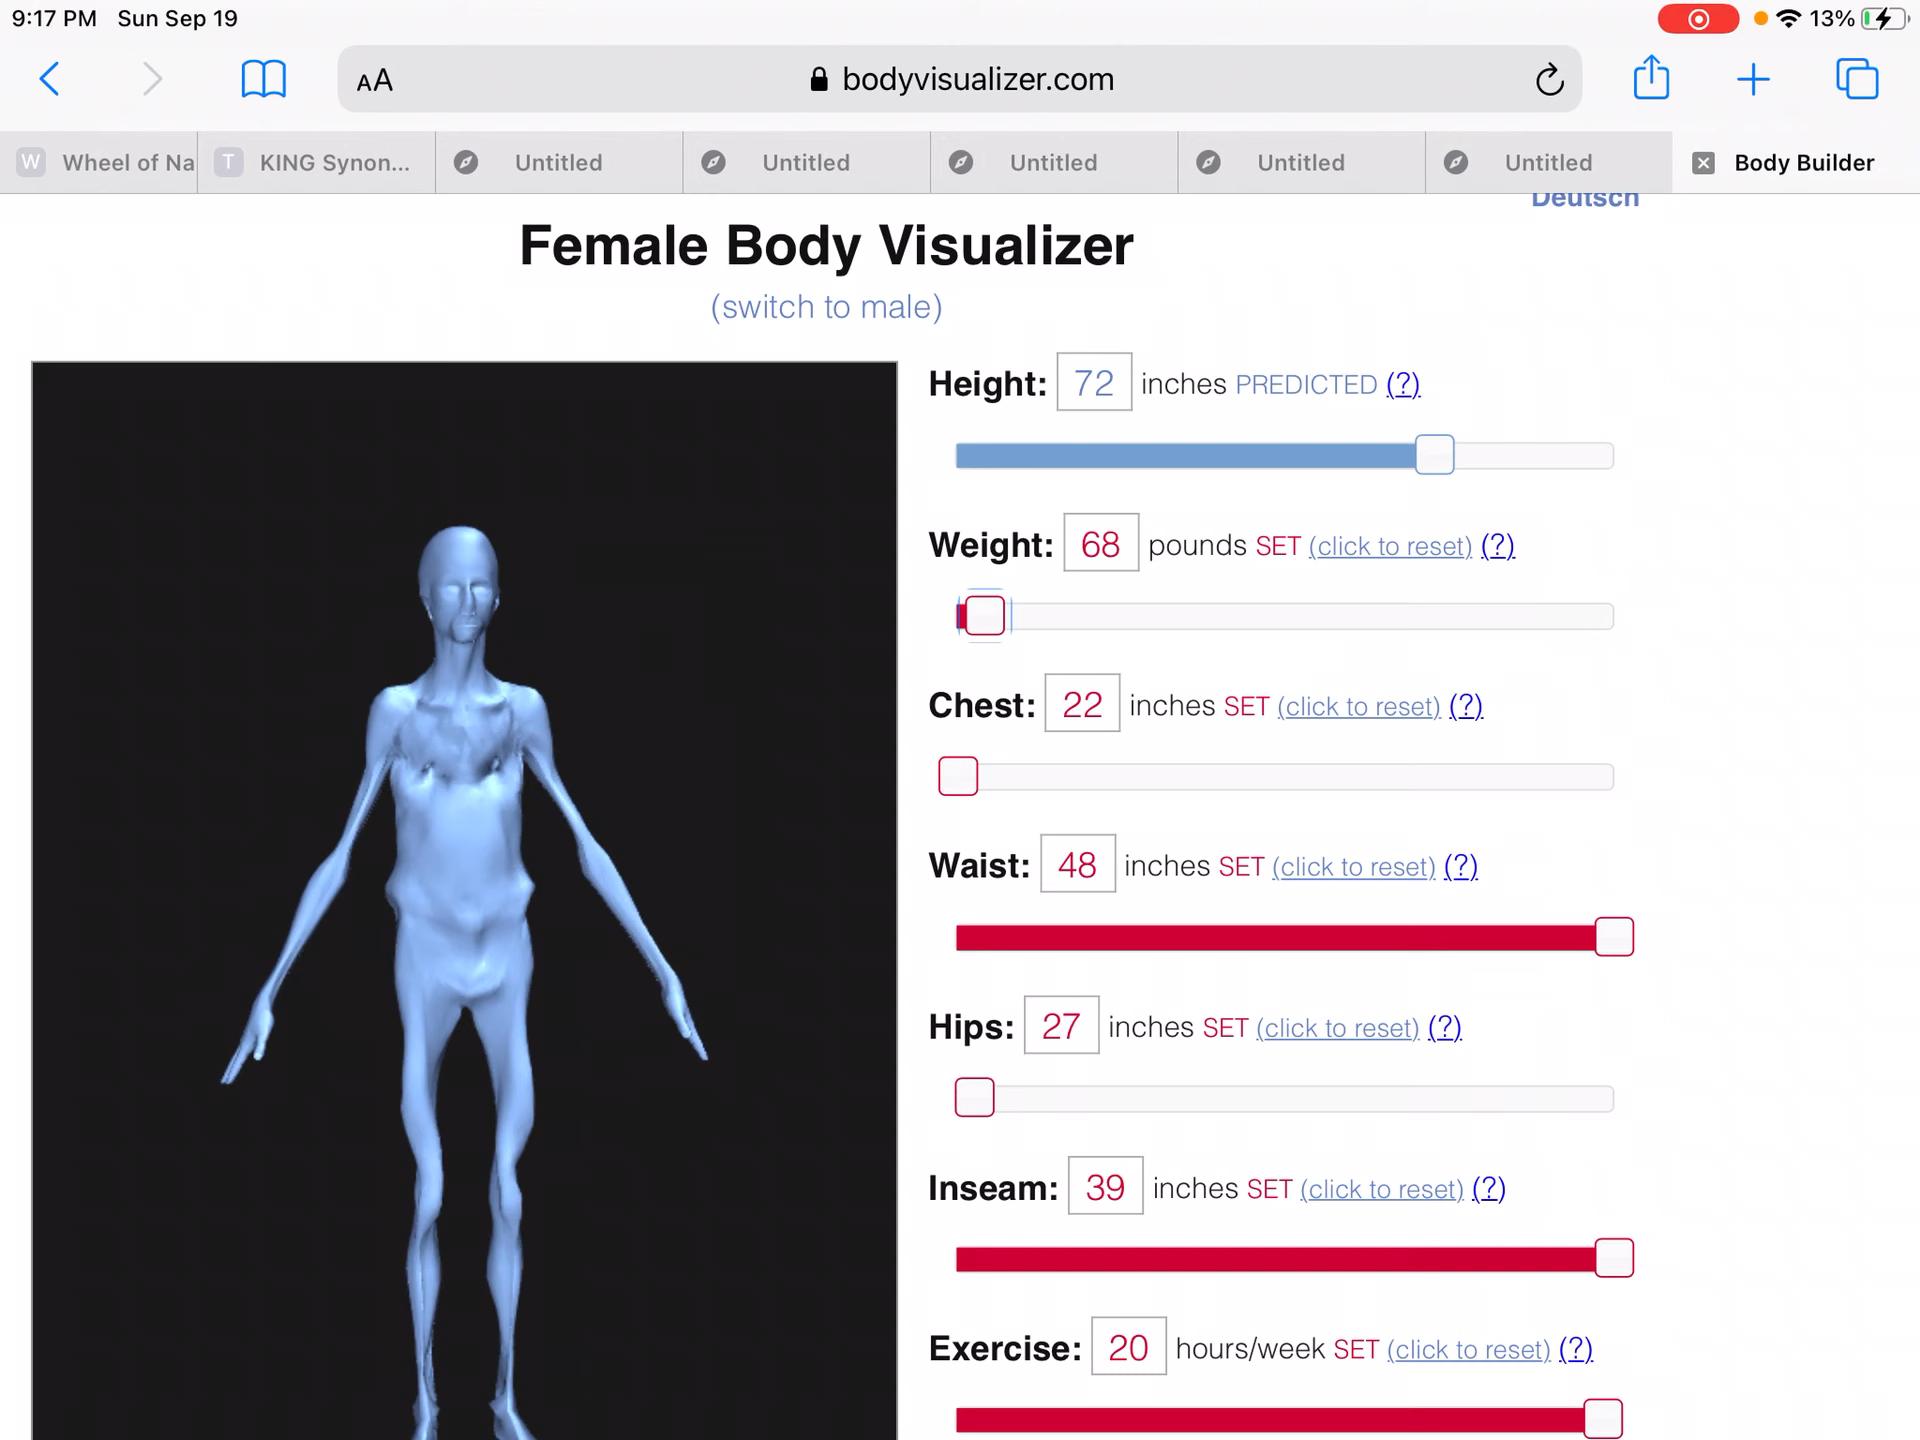 9:17 PM Sun Sep 19 13%
AA bodyvisualizer.com
W Wheel of Na T KING Synon... Untitled Untitled Untitled Untitled Untitled Body Builder
Deutsch
Female Body Visualizer
(switch to male)
Height: 72 inches PREDICTED (?)
Weight: 68 pounds SET (click to reset) (?)
Chest: 22 inches SET (click to reset) (?)
Waist: 48 inches SET (click to reset) (?)
Hips: 27 inches SET (click to reset) (?)
Inseam: 39 inches SET (click to reset) (?)
Exercise: 20 hours/week SET (click to reset) (?)